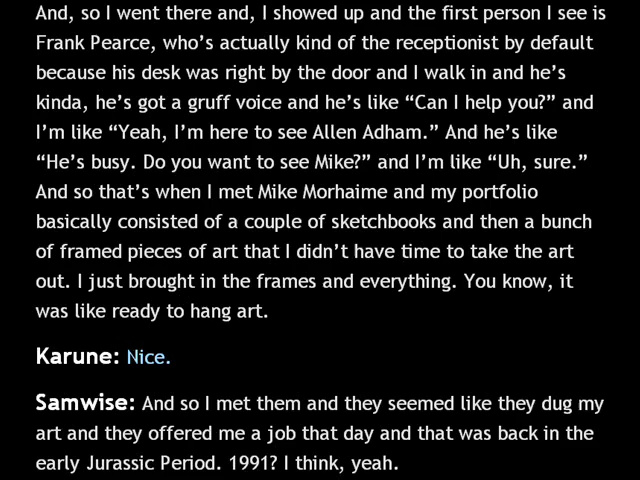 And, so I went there and, I showed up and the first person I see is
Frank Pearce, who’s actually kind of the receptionist by default
because his desk was right by the door and I walk in and he’s
kinda, he’s got a gruff voice and he’s like “Can I help you?” and
I’m like “Yeah, I’m here to see Allen Adham.” And he’s like
“He’s busy. Do you want to see Mike?” and I’m like “Uh, sure.”
And so that’s when I met Mike Morhaime and my portfolio
basically consisted of a couple of sketchbooks and then a bunch
of framed pieces of art that I didn’t have time to take the art
out. I just brought in the frames and everything. You know, it
was like ready to hang art.
Karune: Nice.
Samwise: And so I met them and they seemed like they dug my
art and they offered me a job that day and that was back in the
early Jurassic Period. 1991? I think, yeah.